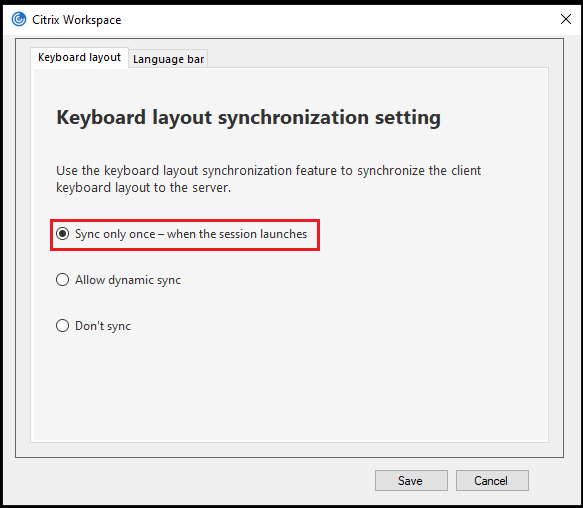 Citrix Workspace
Keyboard layout
Language bar
Keyboard layout synchronization setting
Use the keyboard layout synchronization feature to synchronize the client
keyboard layout to the server.
Sync only once – when the session launches
Allow dynamic sync
Don't sync
Save
Cancel